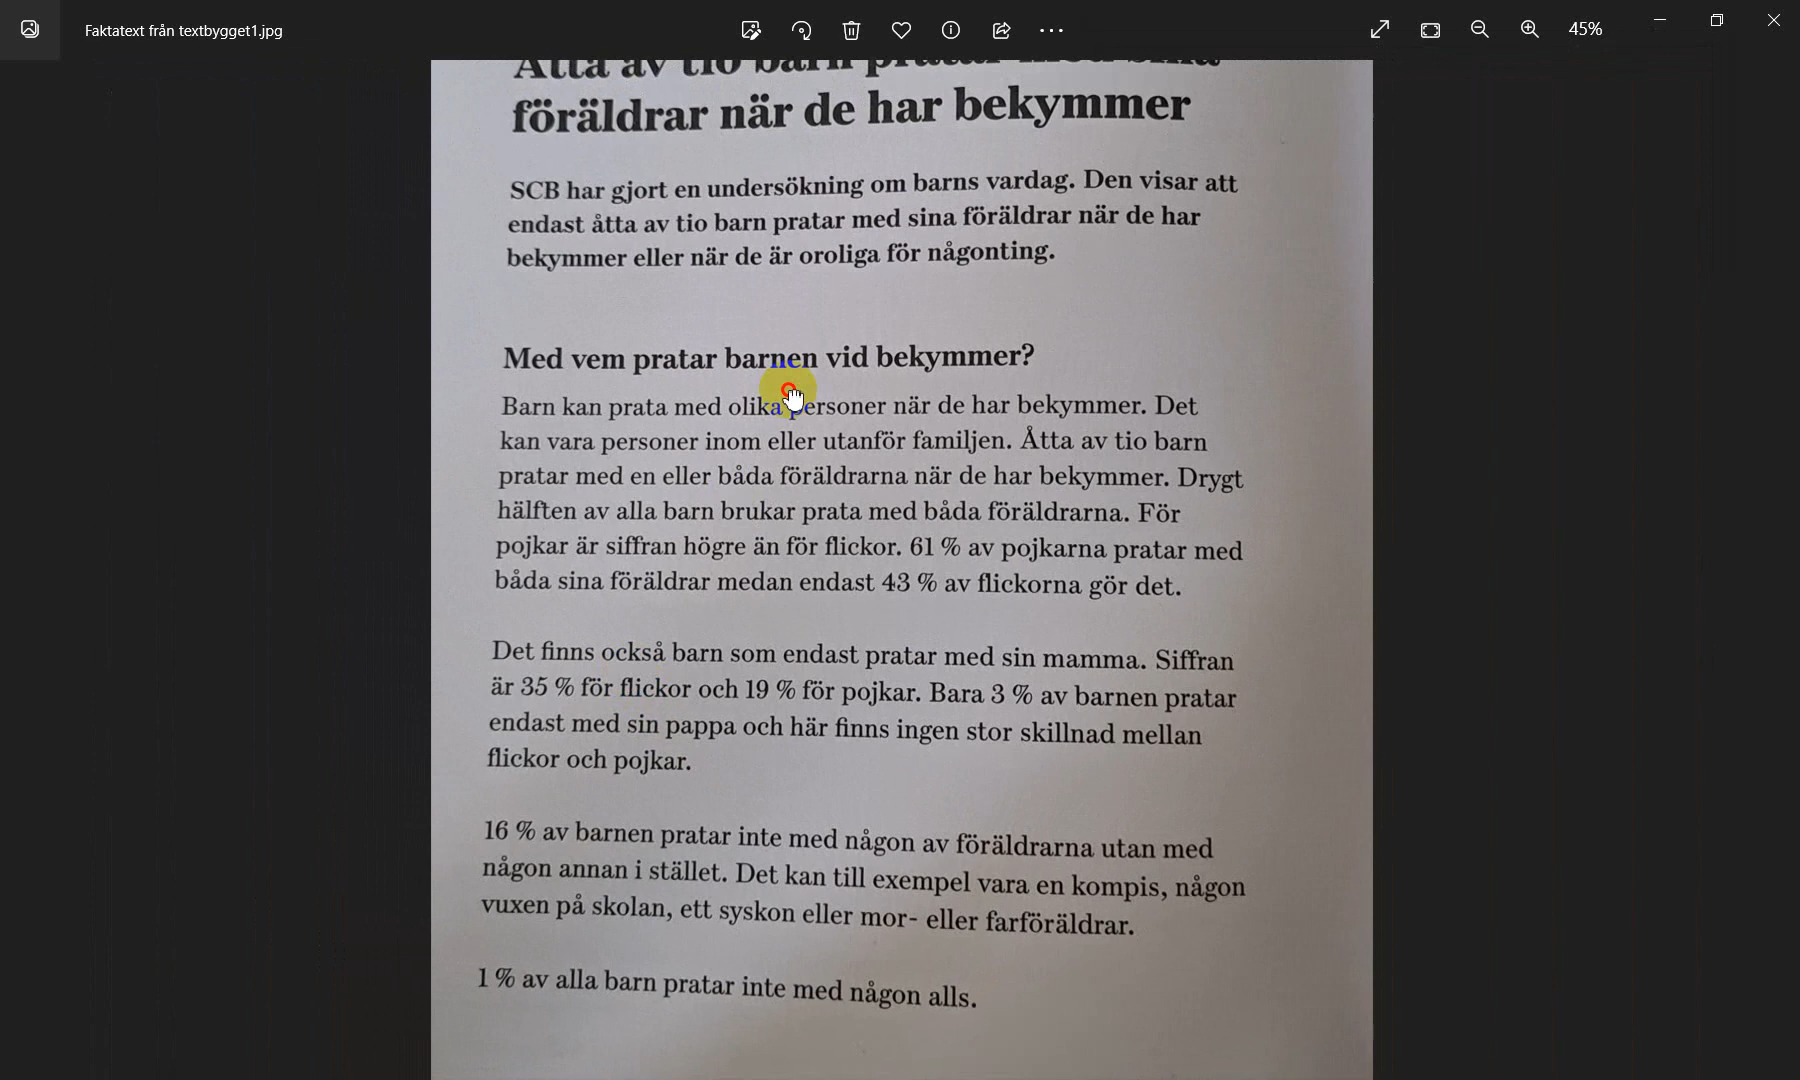 Faktatext från textbygget1.jpg
45%
Åtta av tio barn pratar med sina
föräldrar när de har bekymmer
SCB har gjort en undersökning om barns vardag. Den visar att
endast åtta av tio barn pratar med sina föräldrar när de har
bekymmer eller när de är oroliga för någonting.
Med vem pratar barnen vid bekymmer?
Barn kan prata med olika personer när de har bekymmer. Det
kan vara personer inom eller utanför familjen. Åtta av tio barn
pratar med en eller båda föräldrarna när de har bekymmer. Drygt
hälften av alla barn brukar prata med båda föräldrarna. För
pojkar är siffran högre än för flickor. 61 % av pojkarna pratar med
båda sina föräldrar medan endast 43 % av flickorna gör det.
Det finns också barn som endast pratar med sin mamma. Siffran
är 35 % för flickor och 19 % för pojkar. Bara 3 % av barnen pratar
endast med sin pappa och här finns ingen stor skillnad mellan
flickor och pojkar.
16 % av barnen pratar inte med någon av föräldrarna utan med
någon annan i stället. Det kan till exempel vara en kompis, någon
vuxen på skolan, ett syskon eller mor- eller farföräldrar.
1 % av alla barn pratar inte med någon alls.